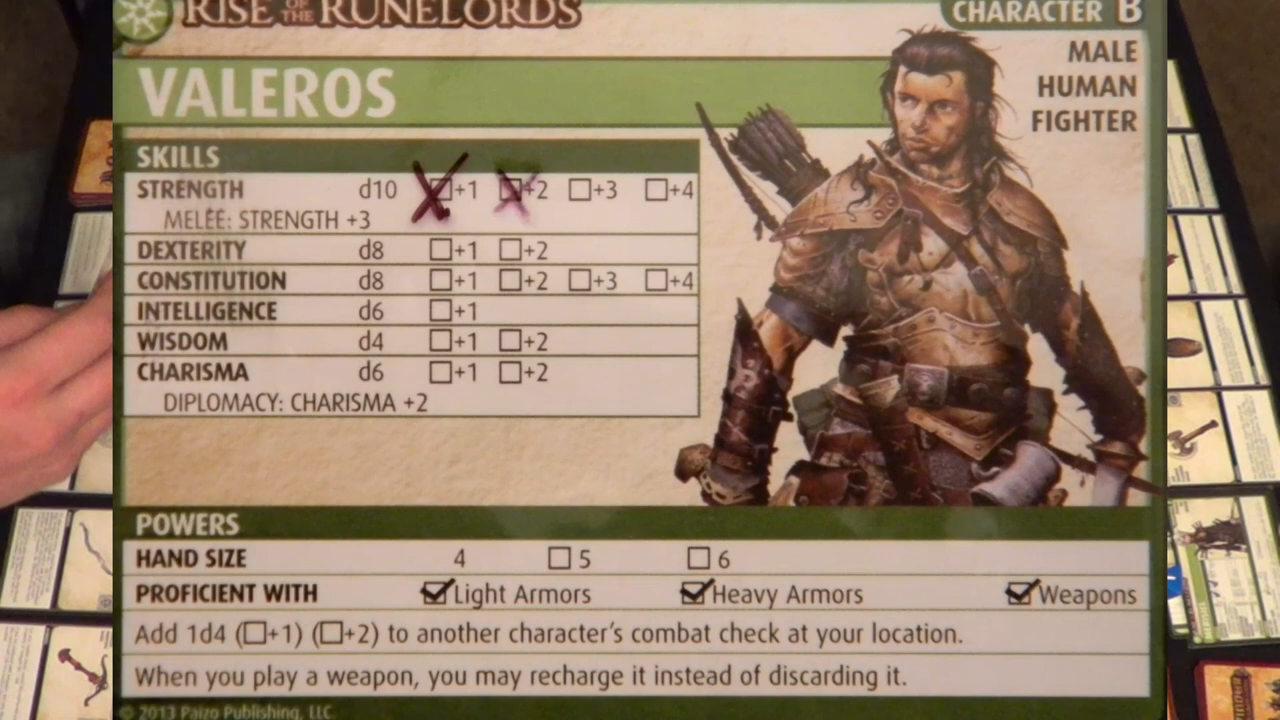 RISE OF THE RUNELORDS
CHARACTER B
MALE
HUMAN
FIGHTER
VALEROS
SKILLS
STRENGTH d10 +1 +2 +3 +4
MELEE: STRENGTH +3
DEXTERITY d8 +1 +2
CONSTITUTION d8 +1 +2 +3 +4
INTELLIGENCE d6 +1
WISDOM d4 +1 +2
CHARISMA d6 +1 +2
DIPLOMACY: CHARISMA +2
POWERS
HAND SIZE 4 5 6
PROFICIENT WITH Light Armors Heavy Armors Weapons
Add 1d4 (☐+1) (☐+2) to another character's combat check at your location.
When you play a weapon, you may recharge it instead of discarding it.
© 2013 Paizo Publishing, LLC.